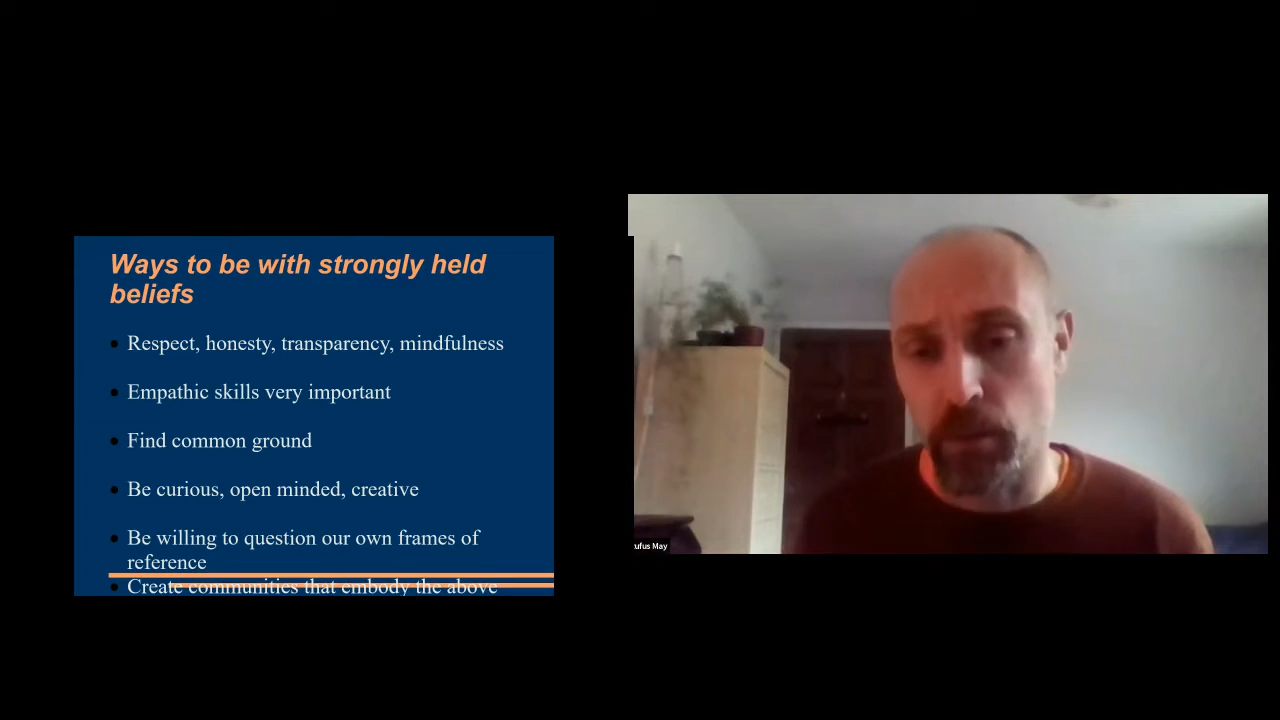 Ways to be with strongly held
beliefs
Respect, honesty, transparency, mindfulness
Empathic skills very important
Find common ground
Be curious, open minded, creative
Be willing to question our own frames of
reference
Create communities that embody the above
ufus May